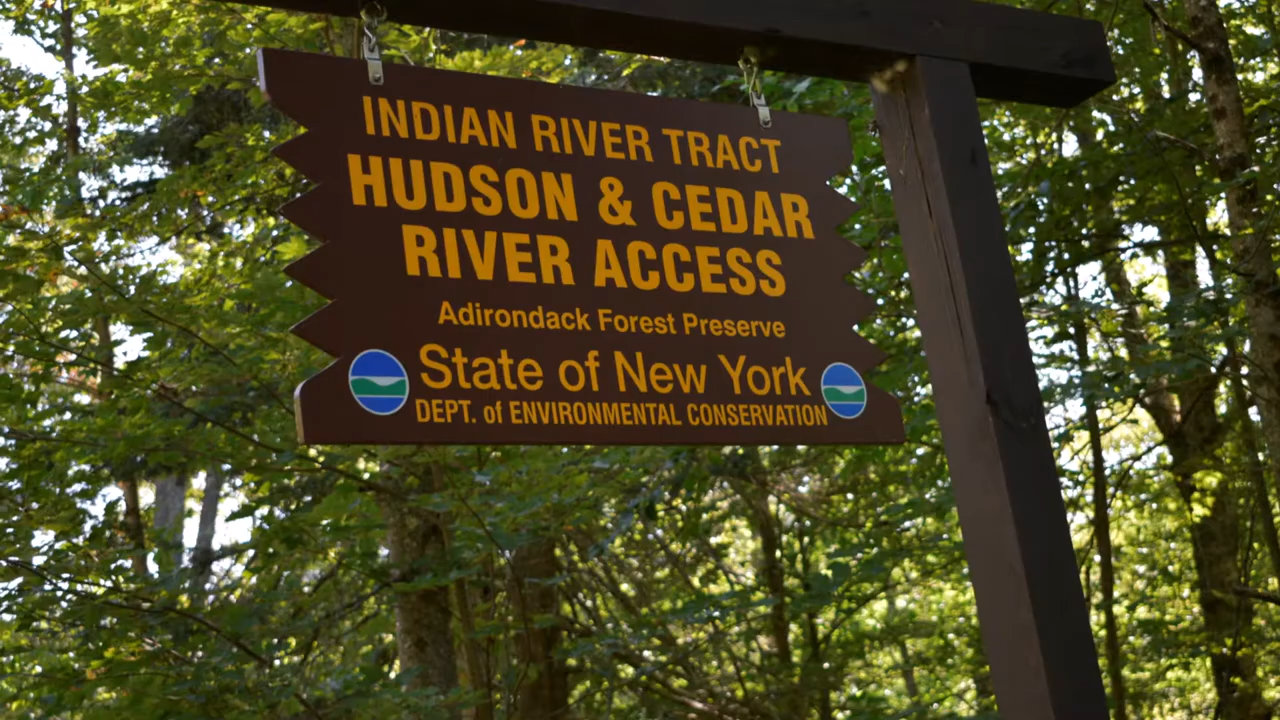 INDIAN RIVER TRACT
HUDSON & CEDAR
RIVER ACCESS
Adirondack Forest Preserve
State of New York
DEPT. of ENVIRONMENTAL CONSERVATION